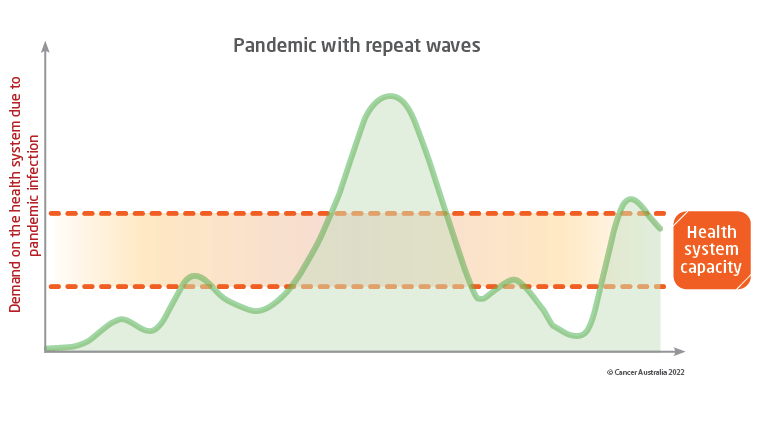 Pandemic with repeat waves
Demand on the health system due to
pandemic infection
Health
system
capacity
© Cancer Australia 2022